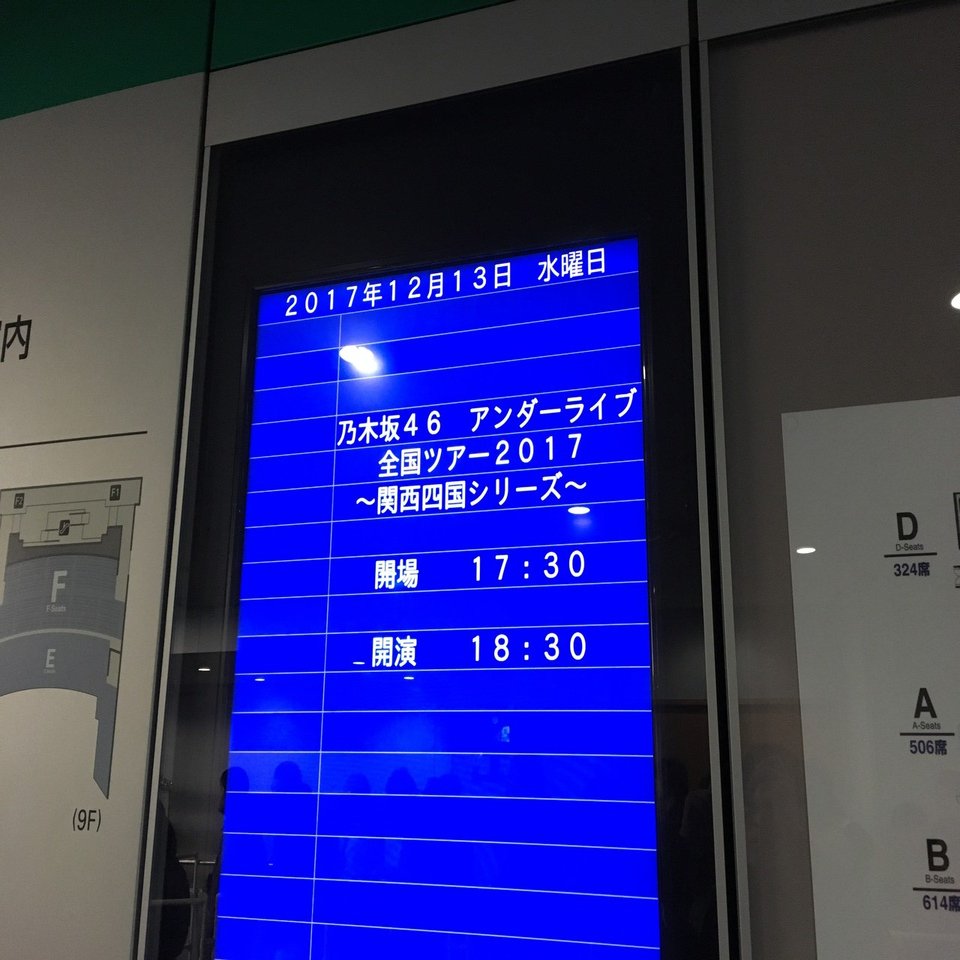 2017年12月13日　水曜日
乃木坂46　アンダーライブ
全国ツアー2017
～関西四国シリーズ～
開場　17:30
開演　18:30
内
F2
F1
F
F-Seats
E
(9F)
D
D-Seats
324席
A
A-Seats
506席
B
B-Seats
614席